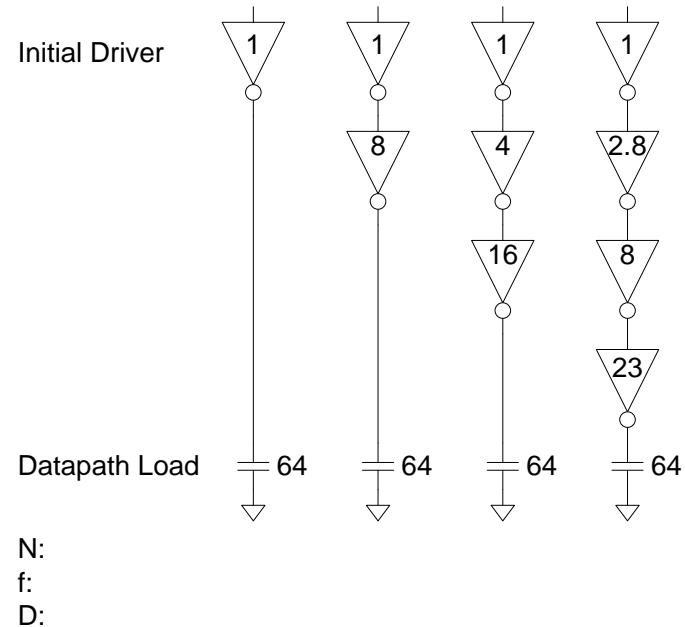 Initial Driver 1 1 1 1
8 4 2.8
16 8
23
Datapath Load 64 64 64 64
N:
f:
D: